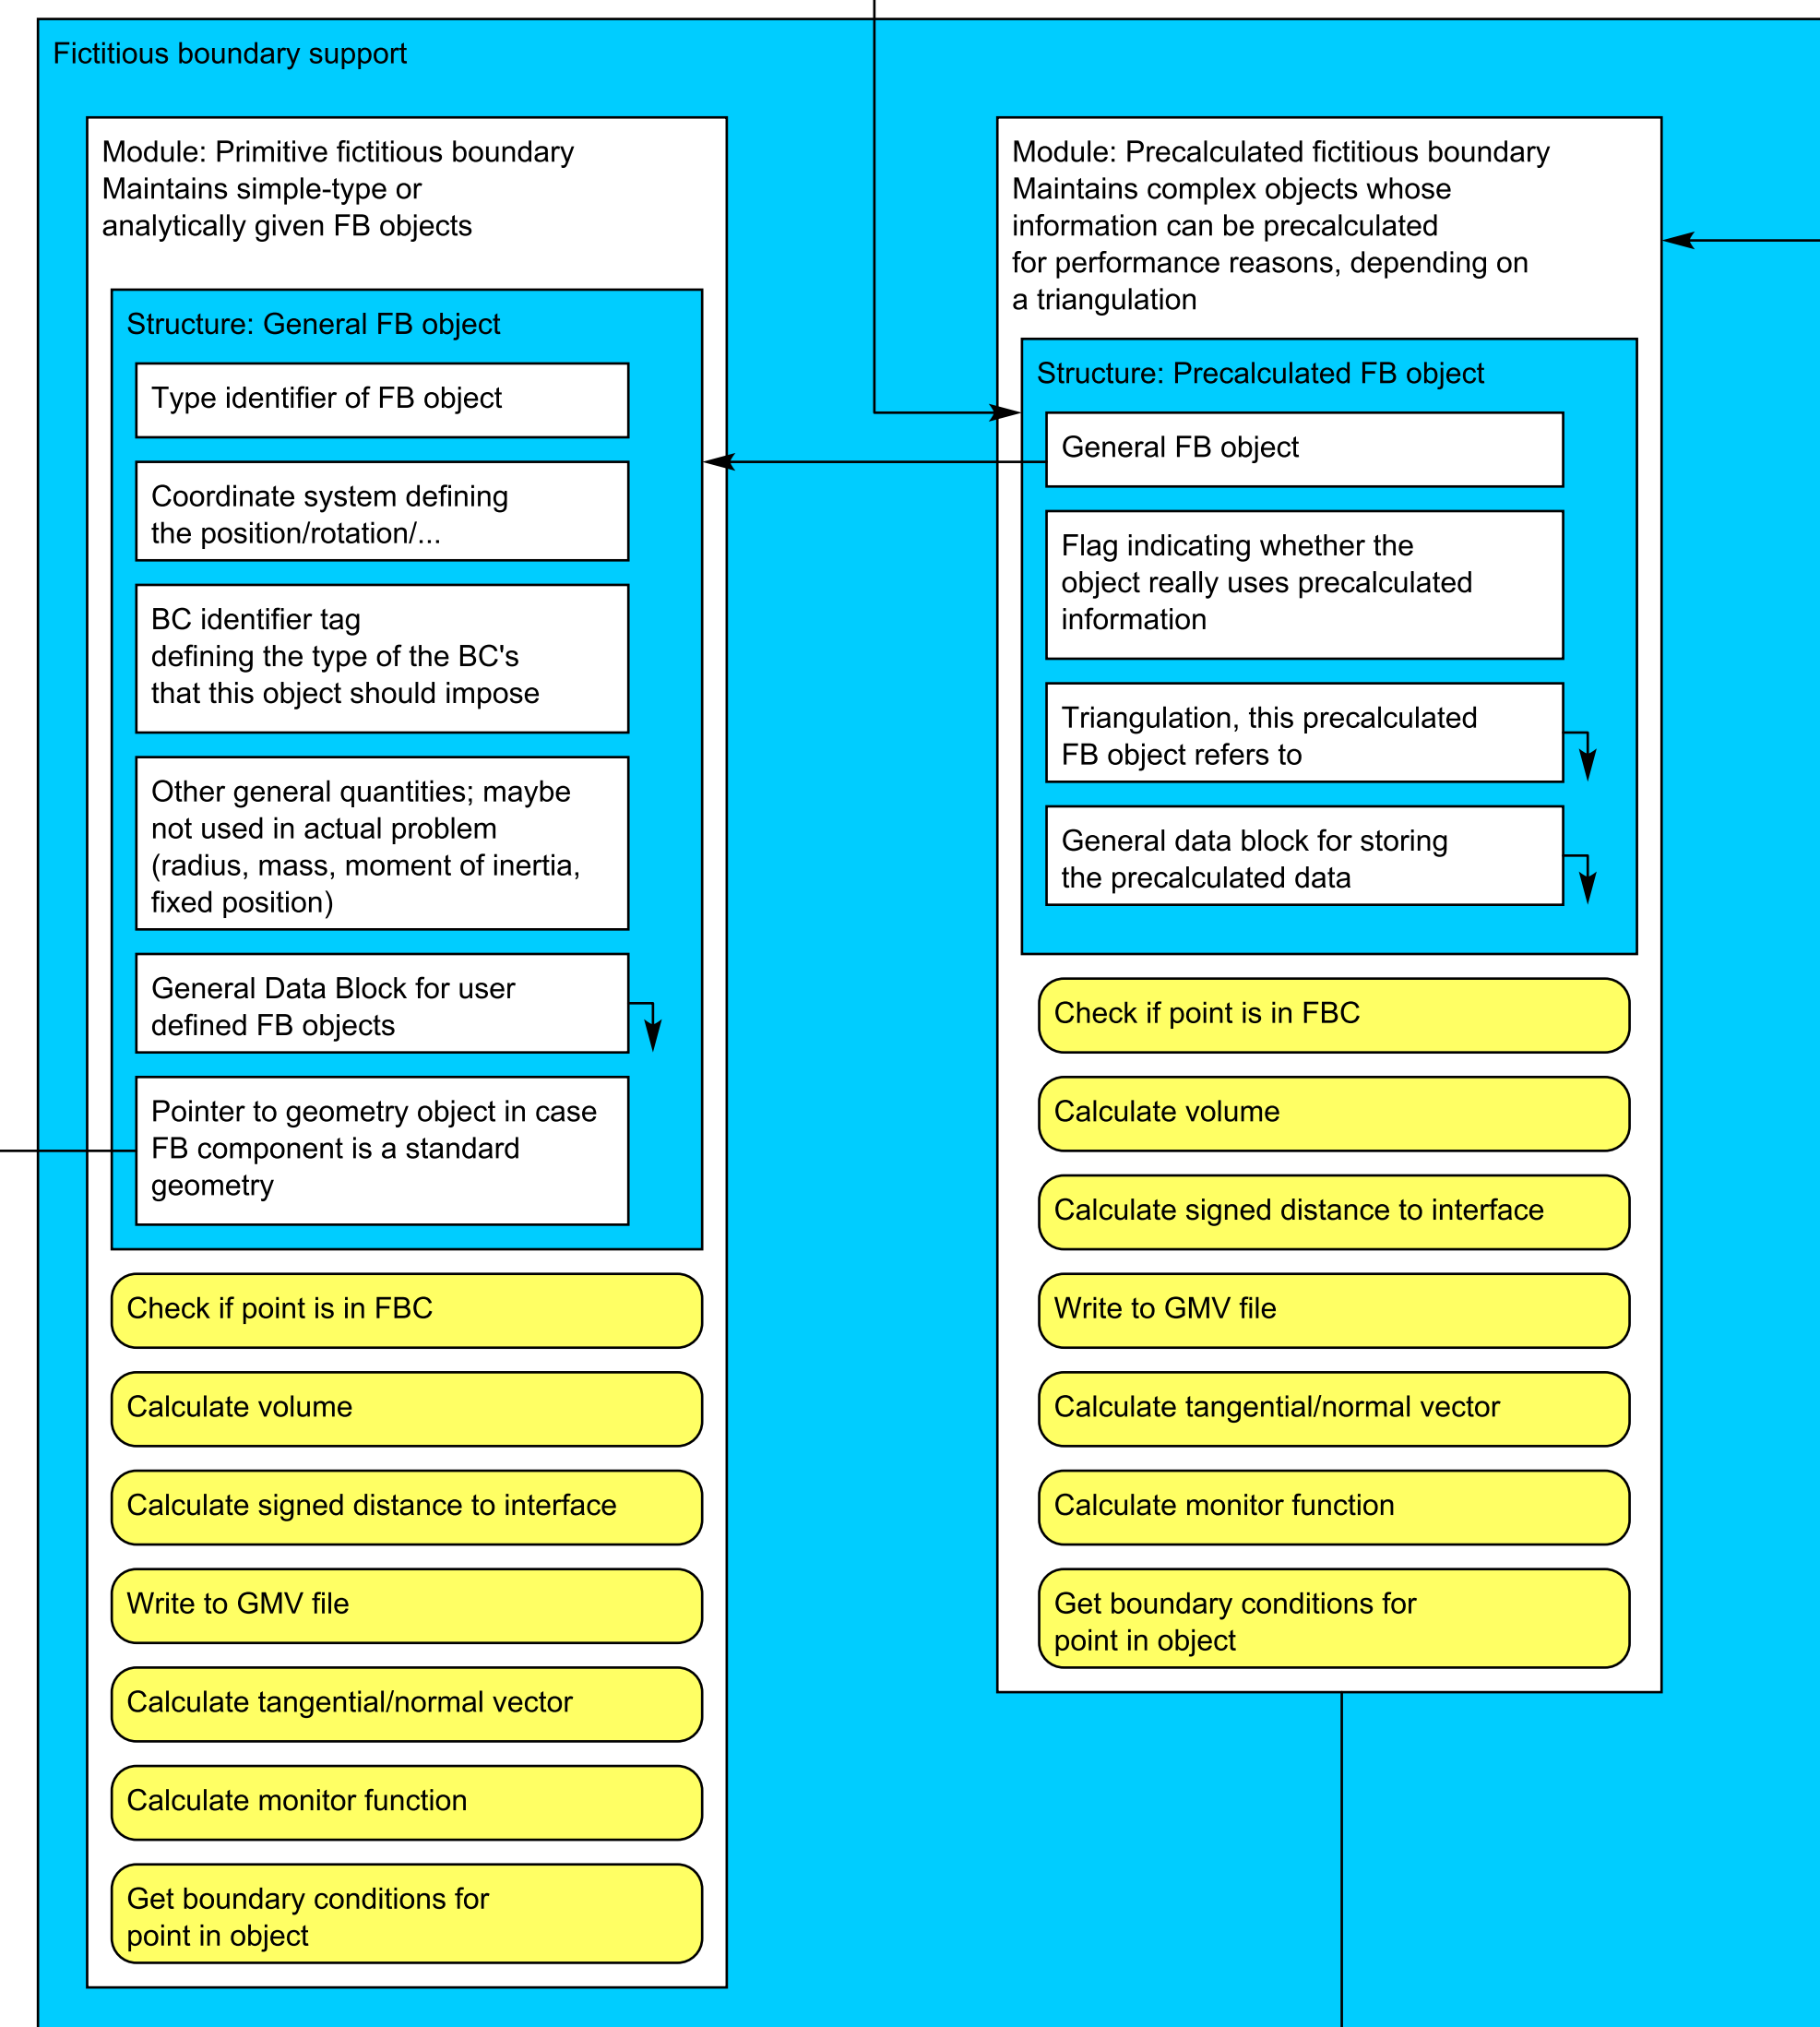 Fictitious boundary support
Module: Primitive fictitious boundary
Maintains simple-type or
analytically given FB objects
Structure: General FB object
Type identifier of FB object
Coordinate system defining
the position/rotation/...
BC identifier tag
defining the type of the BC's
that this object should impose
Other general quantities; maybe
not used in actual problem
(radius, mass, moment of inertia,
fixed position)
General Data Block for user
defined FB objects
Pointer to geometry object in case
FB component is a standard
geometry
Check if point is in FBC
Calculate volume
Calculate signed distance to interface
Write to GMV file
Calculate tangential/normal vector
Calculate monitor function
Get boundary conditions for
point in object
Module: Precalculated fictitious boundary
Maintains complex objects whose
information can be precalculated
for performance reasons, depending on
a triangulation
Structure: Precalculated FB object
General FB object
Flag indicating whether the
object really uses precalculated
information
Triangulation, this precalculated
FB object refers to
General data block for storing
the precalculated data
Check if point is in FBC
Calculate volume
Calculate signed distance to interface
Write to GMV file
Calculate tangential/normal vector
Calculate monitor function
Get boundary conditions for
point in object